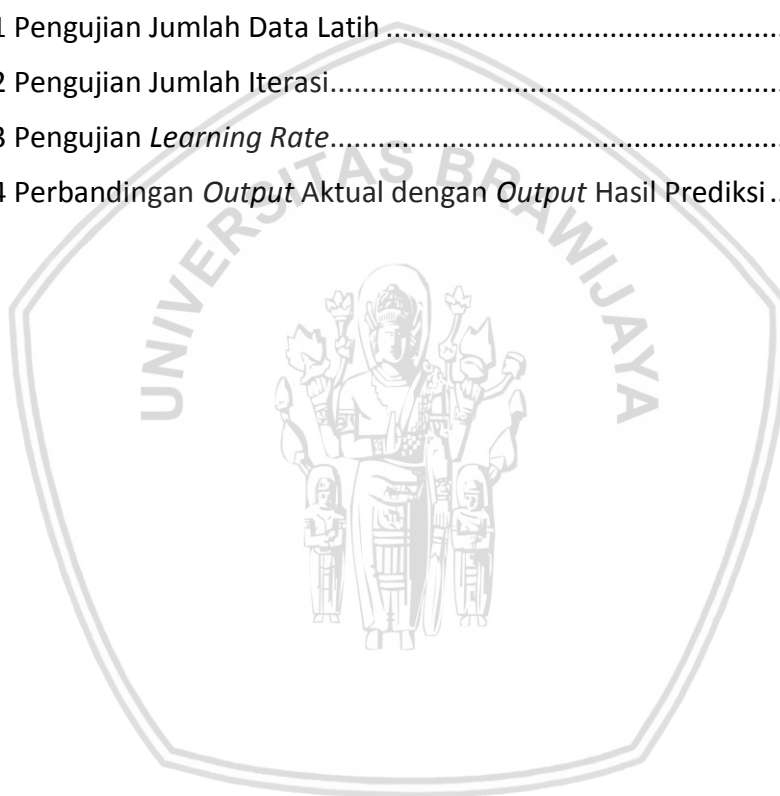 1 Pengujian Jumlah Data Latih ..............................................
2 Pengujian Jumlah Iterasi......................................................
3 Pengujian Learning Rate......................................................
4 Perbandingan Output Aktual dengan Output Hasil Prediksi ..
UNIVERSITAS BRAWIJAYA